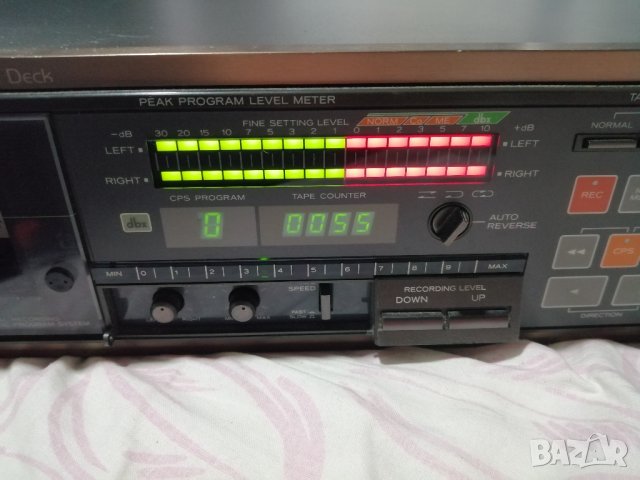 Deck
PEAK PROGRAM LEVEL METER
TA
FINE SETTING LEVEL
NORM Co ME dbx
-dB 30 20 15 10 7 5 3 2 1 0 1 2 3 5 7 10 +dB
NORMAL
LEFT
LEFT
RIGHT
RIGHT
CPS PROGRAM
TAPE COUNTER
REC
dbx
0
0055
AUTO
REVERSE
CPS
MIN 0 1 2 3 4 5 6 7 8 9 MAX
SPEED
RECORDING LEVEL
DOWN
UP
DIRECTION
BAZAR.bg